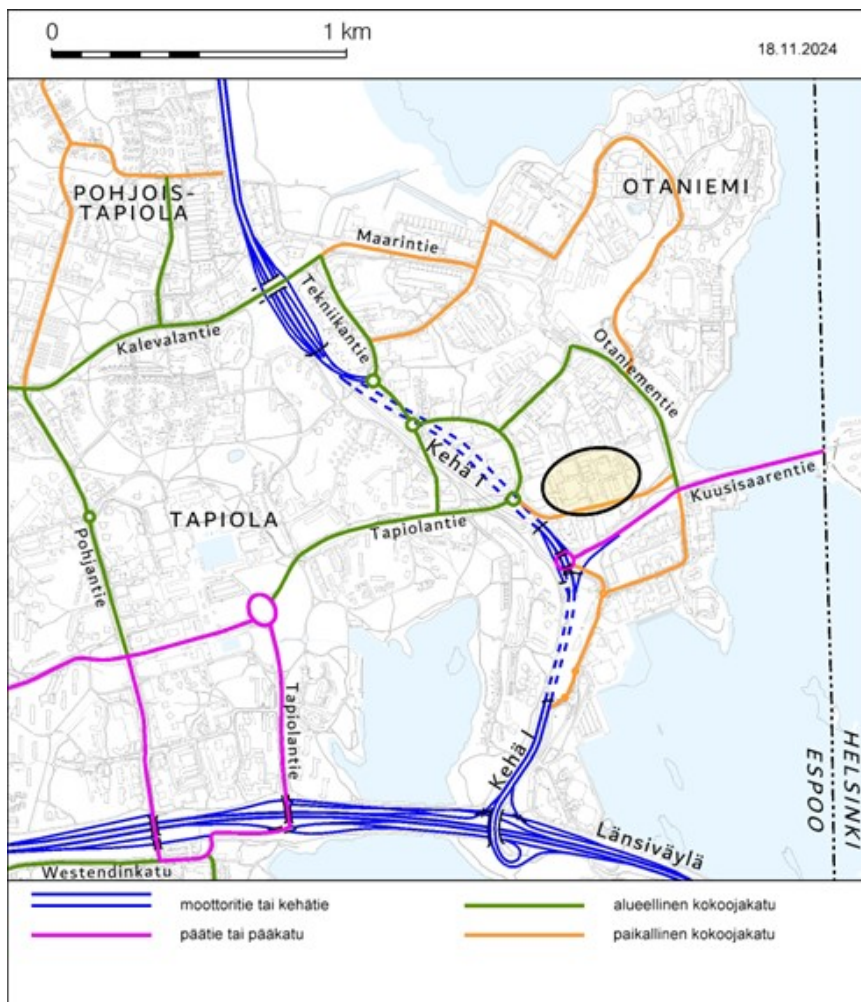 0 1 km
18.11.2024
POHJOIS-
TAPIOLA
OTANIEMI
Maarintie
Tekniikantie
Kalevalantie
Otaniementie
Kehä I
Kuusisaarentie
TAPIOLA
Tapiolantie
Pohjantie
Tapiolantie
Kehä I
HELSINKI
ESPOO
Länsiväylä
Westendinkatu
moottoritie tai kehätie
alueellinen kokoojakatu
päätie tai pääkatu
paikallinen kokoojakatu